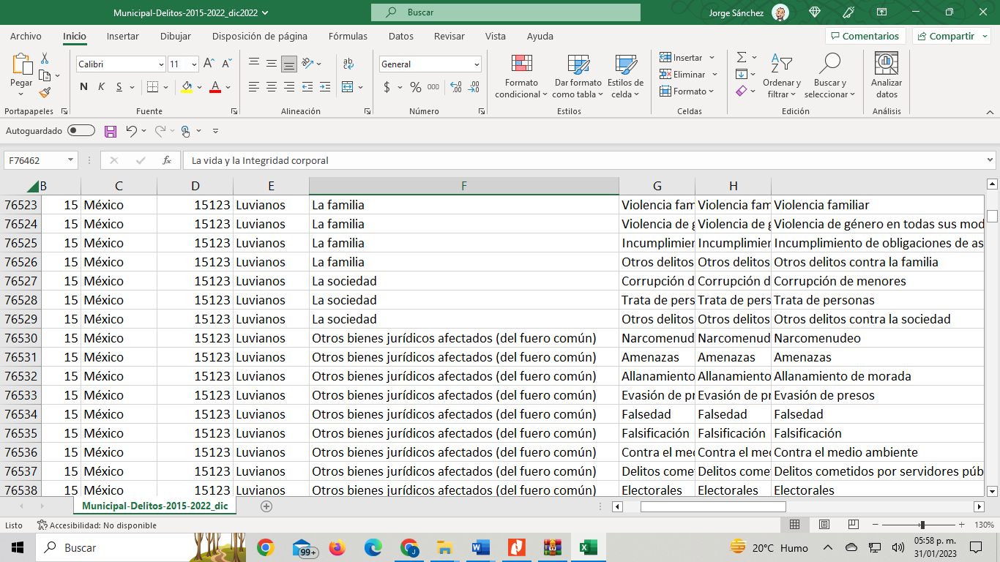 Municipal-Delitos-2015-2022_dic2022
Buscar
Jorge Sánchez
Archivo Inicio Insertar Dibujar Disposición de página Fórmulas Datos Revisar Vista Ayuda
Comentarios Compartir
Pegar
Calibri 11
General
N K S
$ % 000
Formato condicional
Dar formato como tabla
Estilos de celda
Insertar
Eliminar
Formato
Ordenar y filtrar
Buscar y seleccionar
Analizar datos
Portapapeles Fuente Alineación Número Estilos Celdas Edición Análisis
Autoguardado
F76462 fx La vida y la Integridad corporal
B C D E F G H
76523 15 México 15123 Luvianos La familia Violencia fam Violencia fam Violencia familiar
76524 15 México 15123 Luvianos La familia Violencia de g Violencia de g Violencia de género en todas sus mod
76525 15 México 15123 Luvianos La familia Incumplimien Incumplimien Incumplimiento de obligaciones de as
76526 15 México 15123 Luvianos La familia Otros delitos Otros delitos Otros delitos contra la familia
76527 15 México 15123 Luvianos La sociedad Corrupción d Corrupción d Corrupción de menores
76528 15 México 15123 Luvianos La sociedad Trata de pers Trata de pers Trata de personas
76529 15 México 15123 Luvianos La sociedad Otros delitos Otros delitos Otros delitos contra la sociedad
76530 15 México 15123 Luvianos Otros bienes jurídicos afectados (del fuero común) Narcomenud Narcomenud Narcomenudeo
76531 15 México 15123 Luvianos Otros bienes jurídicos afectados (del fuero común) Amenazas Amenazas Amenazas
76532 15 México 15123 Luvianos Otros bienes jurídicos afectados (del fuero común) Allanamiento Allanamiento Allanamiento de morada
76533 15 México 15123 Luvianos Otros bienes jurídicos afectados (del fuero común) Evasión de pr Evasión de pr Evasión de presos
76534 15 México 15123 Luvianos Otros bienes jurídicos afectados (del fuero común) Falsedad Falsedad Falsedad
76535 15 México 15123 Luvianos Otros bienes jurídicos afectados (del fuero común) Falsificación Falsificación Falsificación
76536 15 México 15123 Luvianos Otros bienes jurídicos afectados (del fuero común) Contra el med Contra el med Contra el medio ambiente
76537 15 México 15123 Luvianos Otros bienes jurídicos afectados (del fuero común) Delitos come Delitos come Delitos cometidos por servidores púb
76538 15 México 15123 Luvianos Otros bienes jurídicos afectados (del fuero común) Electorales Electorales Electorales
Municipal-Delitos-2015-2022_dic
Listo Accesibilidad: No disponible 130%
Buscar
99+
20°C Humo
05:58 p. m.
31/01/2023